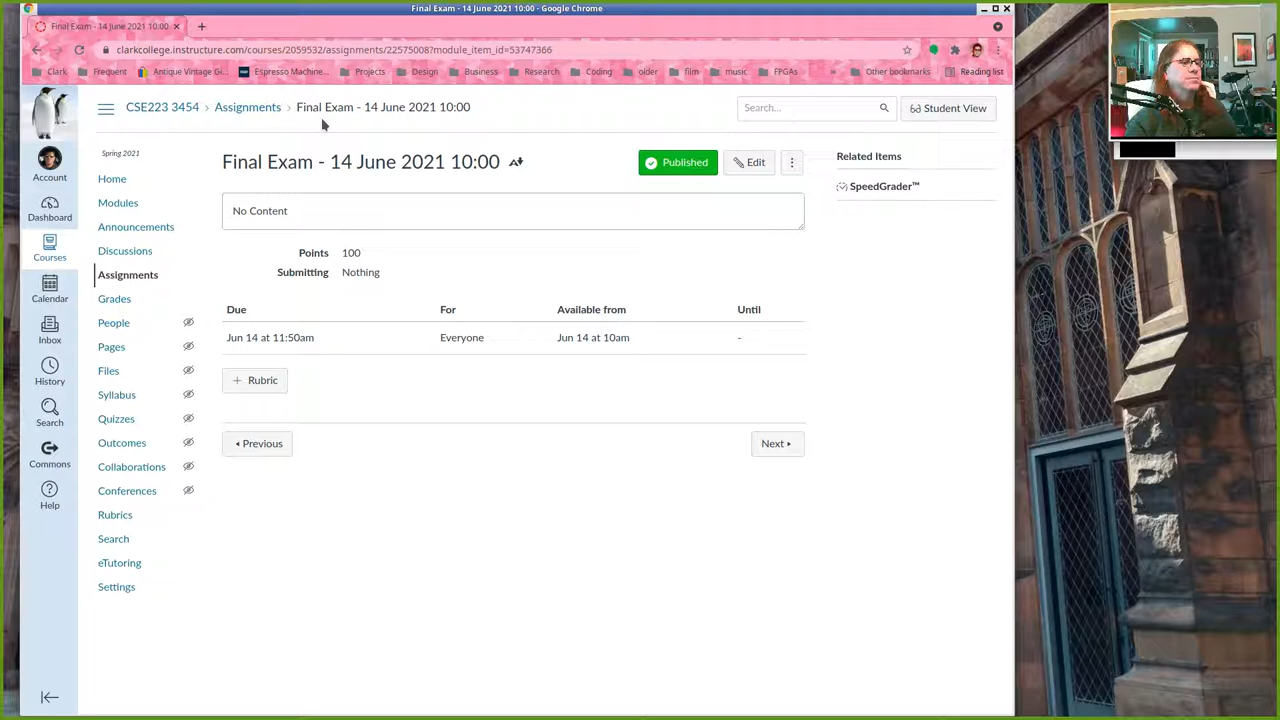 Final Exam - 14 June 2021 10:00 - Google Chrome
Final Exam - 14 June 2021 10:00
clarkcollege.instructure.com/courses/2059532/assignments/22575008?module_item_id=53747366
Clark
Frequent
Antique Vintage Gi...
Espresso Machine...
Projects
Design
Business
Research
Coding
older
film
music
FPGAs
»
Other bookmarks
Reading list
CSE223 3454 › Assignments › Final Exam - 14 June 2021 10:00
Search...
Student View
Spring 2021
Account
Dashboard
Courses
Calendar
Inbox
History
Search
Commons
Help
Home
Modules
Announcements
Discussions
Assignments
Grades
People
Pages
Files
Syllabus
Quizzes
Outcomes
Collaborations
Conferences
Rubrics
Search
eTutoring
Settings
Final Exam - 14 June 2021 10:00
Published
Edit
No Content
Points 100
Submitting Nothing
Due For Available from Until
Jun 14 at 11:50am Everyone Jun 14 at 10am -
+ Rubric
Previous
Next
Related Items
SpeedGrader™